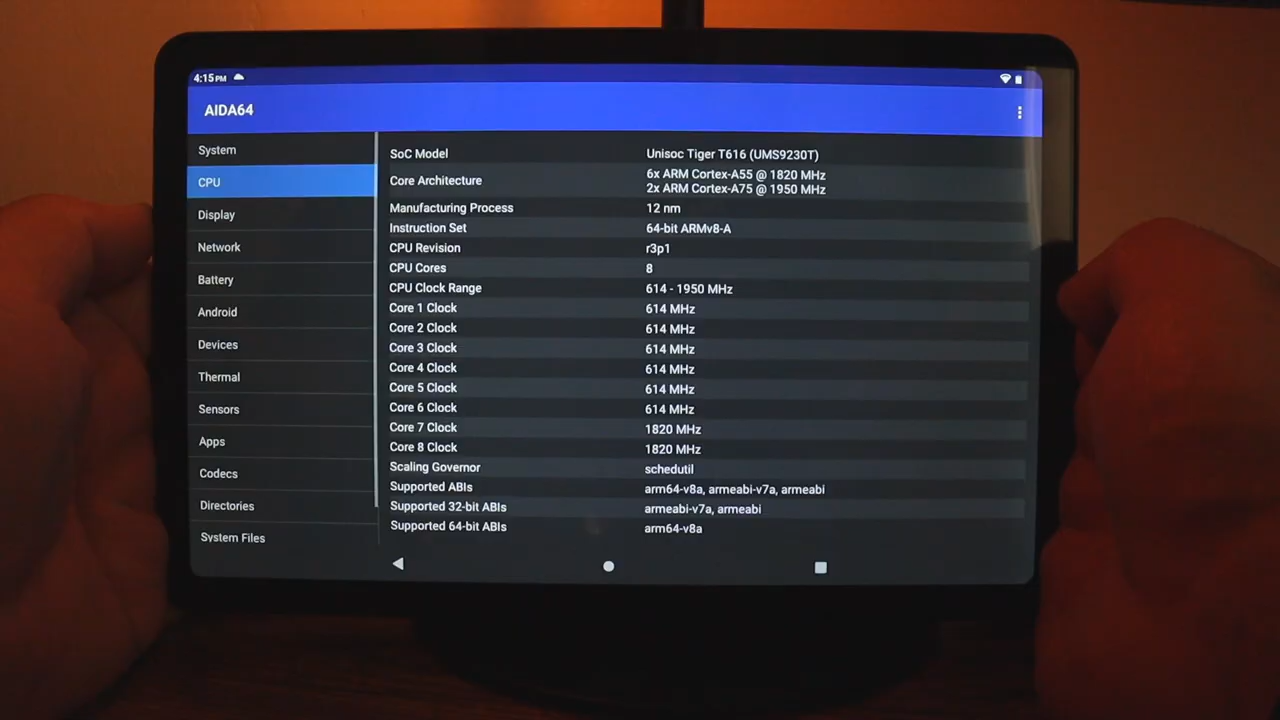 4:15 PM
AIDA64
System
CPU
Display
Network
Battery
Android
Devices
Thermal
Sensors
Apps
Codecs
Directories
System Files
SoC Model Unisoc Tiger T616 (UMS9230T)
Core Architecture 6x ARM Cortex-A55 @ 1820 MHz
2x ARM Cortex-A75 @ 1950 MHz
Manufacturing Process 12 nm
Instruction Set 64-bit ARMv8-A
CPU Revision r3p1
CPU Cores 8
CPU Clock Range 614 - 1950 MHz
Core 1 Clock 614 MHz
Core 2 Clock 614 MHz
Core 3 Clock 614 MHz
Core 4 Clock 614 MHz
Core 5 Clock 614 MHz
Core 6 Clock 614 MHz
Core 7 Clock 1820 MHz
Core 8 Clock 1820 MHz
Scaling Governor schedutil
Supported ABIs arm64-v8a, armeabi-v7a, armeabi
Supported 32-bit ABIs armeabi-v7a, armeabi
Supported 64-bit ABIs arm64-v8a